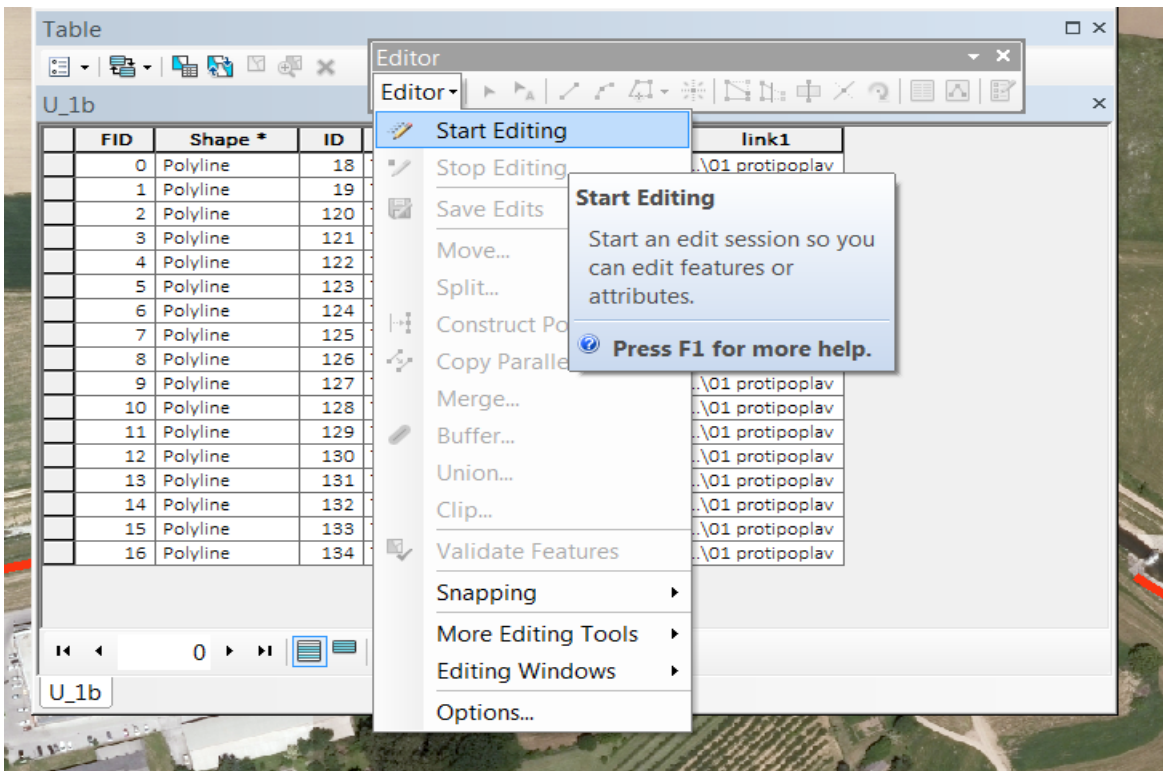 Table
Editor
Editor
U_1b
FID Shape * ID link1
0 Polyline 18 ..\01 protipoplav
1 Polyline 19
2 Polyline 120
3 Polyline 121
4 Polyline 122
5 Polyline 123
6 Polyline 124
7 Polyline 125
8 Polyline 126
9 Polyline 127 ..\01 protipoplav
10 Polyline 128 ..\01 protipoplav
11 Polyline 129 ..\01 protipoplav
12 Polyline 130 ..\01 protipoplav
13 Polyline 131 ..\01 protipoplav
14 Polyline 132 ..\01 protipoplav
15 Polyline 133 ..\01 protipoplav
16 Polyline 134 ..\01 protipoplav
Start Editing
Stop Editing
Save Edits
Move...
Split...
Construct Po
Copy Paralle
Merge...
Buffer...
Union...
Clip...
Validate Features
Snapping
More Editing Tools
Editing Windows
Options...
Start Editing
Start an edit session so you
can edit features or
attributes.
Press F1 for more help.
0
U_1b